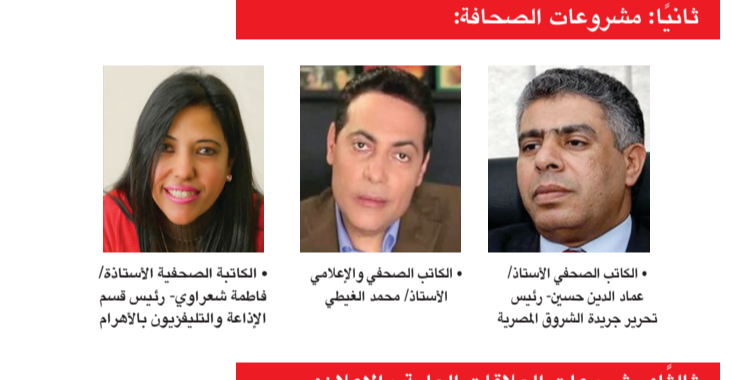 ثانيًا: مشروعات الصحافة:
• الكاتب الصحفي الأستاذ/
عماد الدين حسين- رئيس
تحرير جريدة الشروق المصرية
• الكاتب الصحفي والإعلامي
الأستاذ/ محمد الغيطي
• الكاتبة الصحفية الأستاذة/
فاطمة شعراوي- رئيس قسم
الإذاعة والتليفزيون بالأهرام